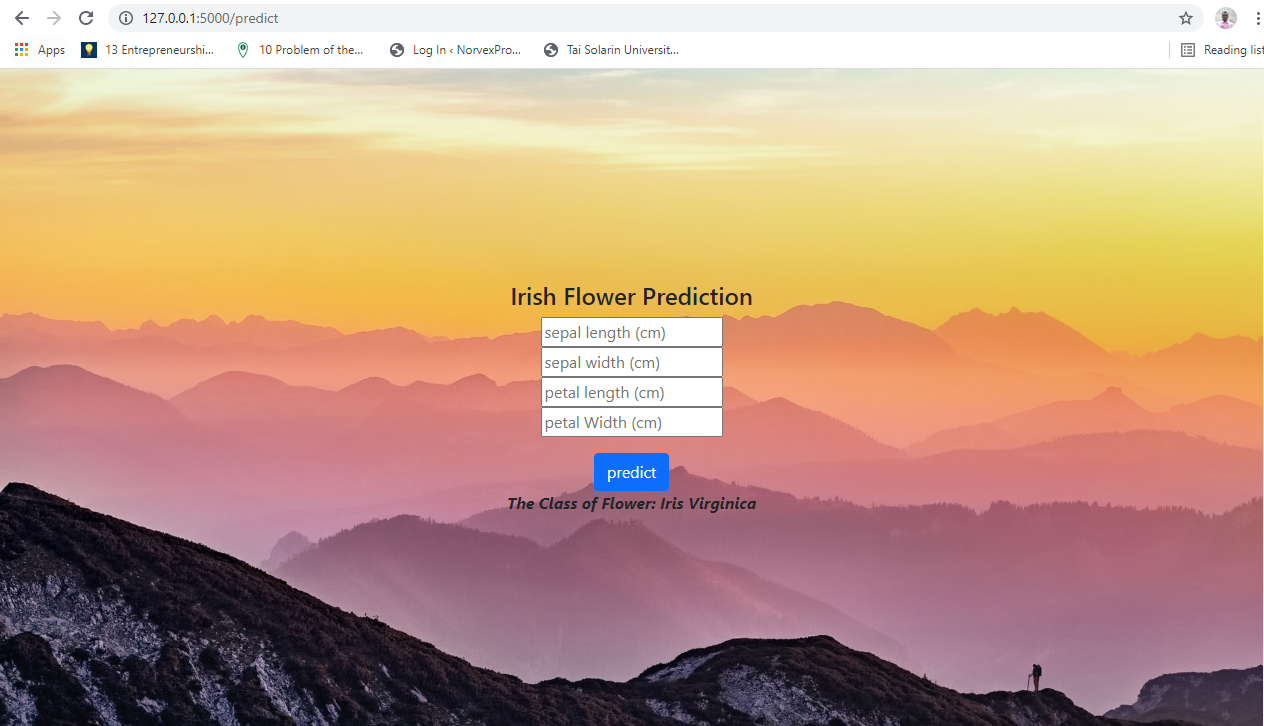 127.0.0.1:5000/predict
Apps 13 Entrepreneurshi... 10 Problem of the... Log In ‹ NorvexPro... Tai Solarin Universit... Reading list
Irish Flower Prediction
sepal length (cm)
sepal width (cm)
petal length (cm)
petal Width (cm)
predict
The Class of Flower: Iris Virginica